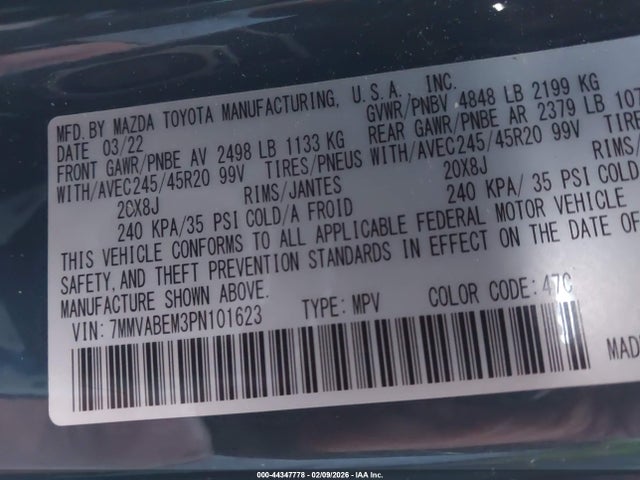 MFD. BY MAZDA TOYOTA MANUFACTURING, U.S.A. INC.
DATE 03/22 GVWR/PNBV 4848 LB 2199 KG
FRONT GAWR/PNBE AV 2498 LB 1133 KG REAR GAWR/PNBE AR 2379 LB 107
WITH/AVEC245/45R20 99V TIRES/PNEUS WITH/AVEC245/45R20 99V TIRE
2CX8J RIMS/JANTES 20X8J RIMS/
240 KPA/35 PSI COLD/A FROID 240 KPA/ 35 PSI COLD
THIS VEHICLE CONFORMS TO ALL APPLICABLE FEDERAL MOTOR VEHICLE
SAFETY,AND THEFT PREVENTION STANDARDS IN EFFECT ON THE DATE OF
MANUFACTURE SHOWN ABOVE.
VIN: 7MMVABEM3PN101623 TYPE: MPV COLOR CODE: 47C
MADE
000-44347778 - 02/09/2026 - IAA Inc.